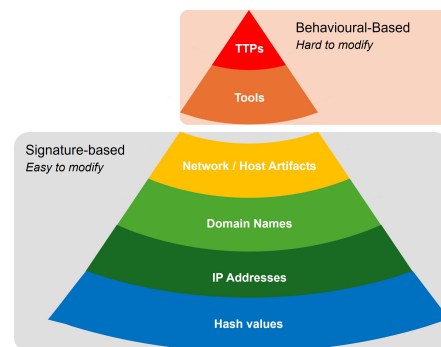 Behavioural-Based
Hard to modify
TTPs
Tools
Signature-based
Easy to modify
Network / Host Artifacts
Domain Names
IP Addresses
Hash values